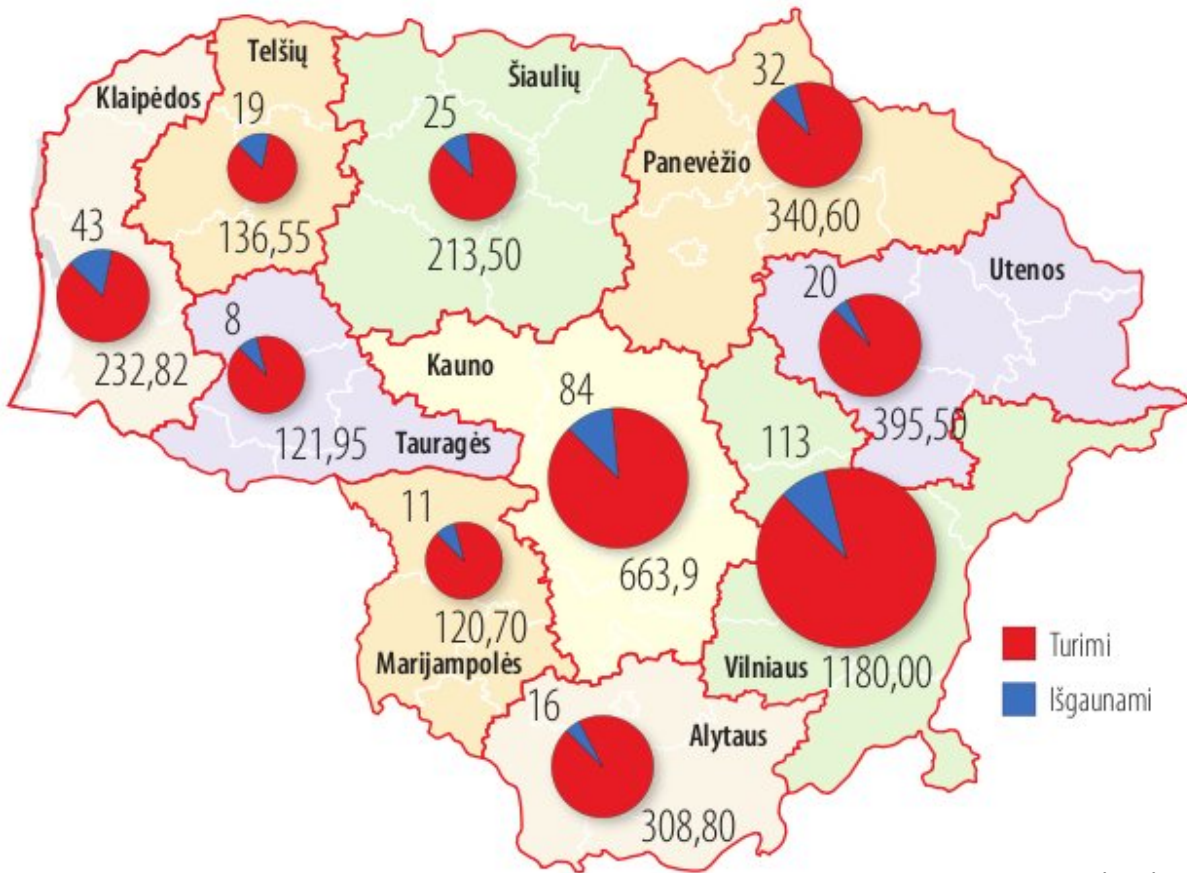 Telšių
Klaipėdos
19
136,55
43
232,82
Šiaulių
25
213,50
32
Panevėžio
340,60
Utenos
20
395,50
8
121,95
Tauragės
Kauno
84
663,9
113
Vilniaus
1180,00
11
120,70
Marijampolės
16
Alytaus
308,80
Turimi
Išgaunami